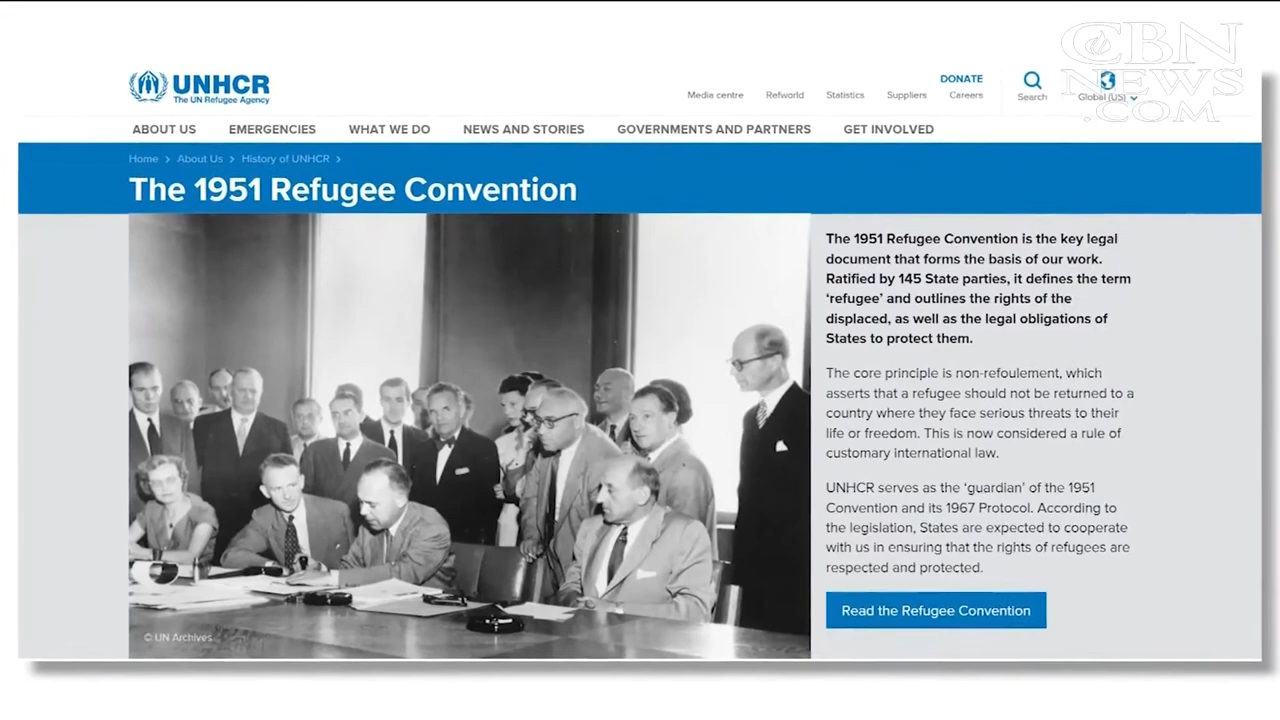 CBN
NEWS
.COM
UNHCR
The UN Refugee Agency
DONATE
Media centre Refworld Statistics Suppliers Careers Search Global (US)
ABOUT US EMERGENCIES WHAT WE DO NEWS AND STORIES GOVERNMENTS AND PARTNERS GET INVOLVED
Home > About Us > History of UNHCR >
The 1951 Refugee Convention
The 1951 Refugee Convention is the key legal
document that forms the basis of our work.
Ratified by 145 State parties, it defines the term
‘refugee’ and outlines the rights of the
displaced, as well as the legal obligations of
States to protect them.
The core principle is non-refoulement, which
asserts that a refugee should not be returned to a
country where they face serious threats to their
life or freedom. This is now considered a rule of
customary international law.
UNHCR serves as the ‘guardian’ of the 1951
Convention and its 1967 Protocol. According to
the legislation, States are expected to cooperate
with us in ensuring that the rights of refugees are
respected and protected.
Read the Refugee Convention
© UN Archives